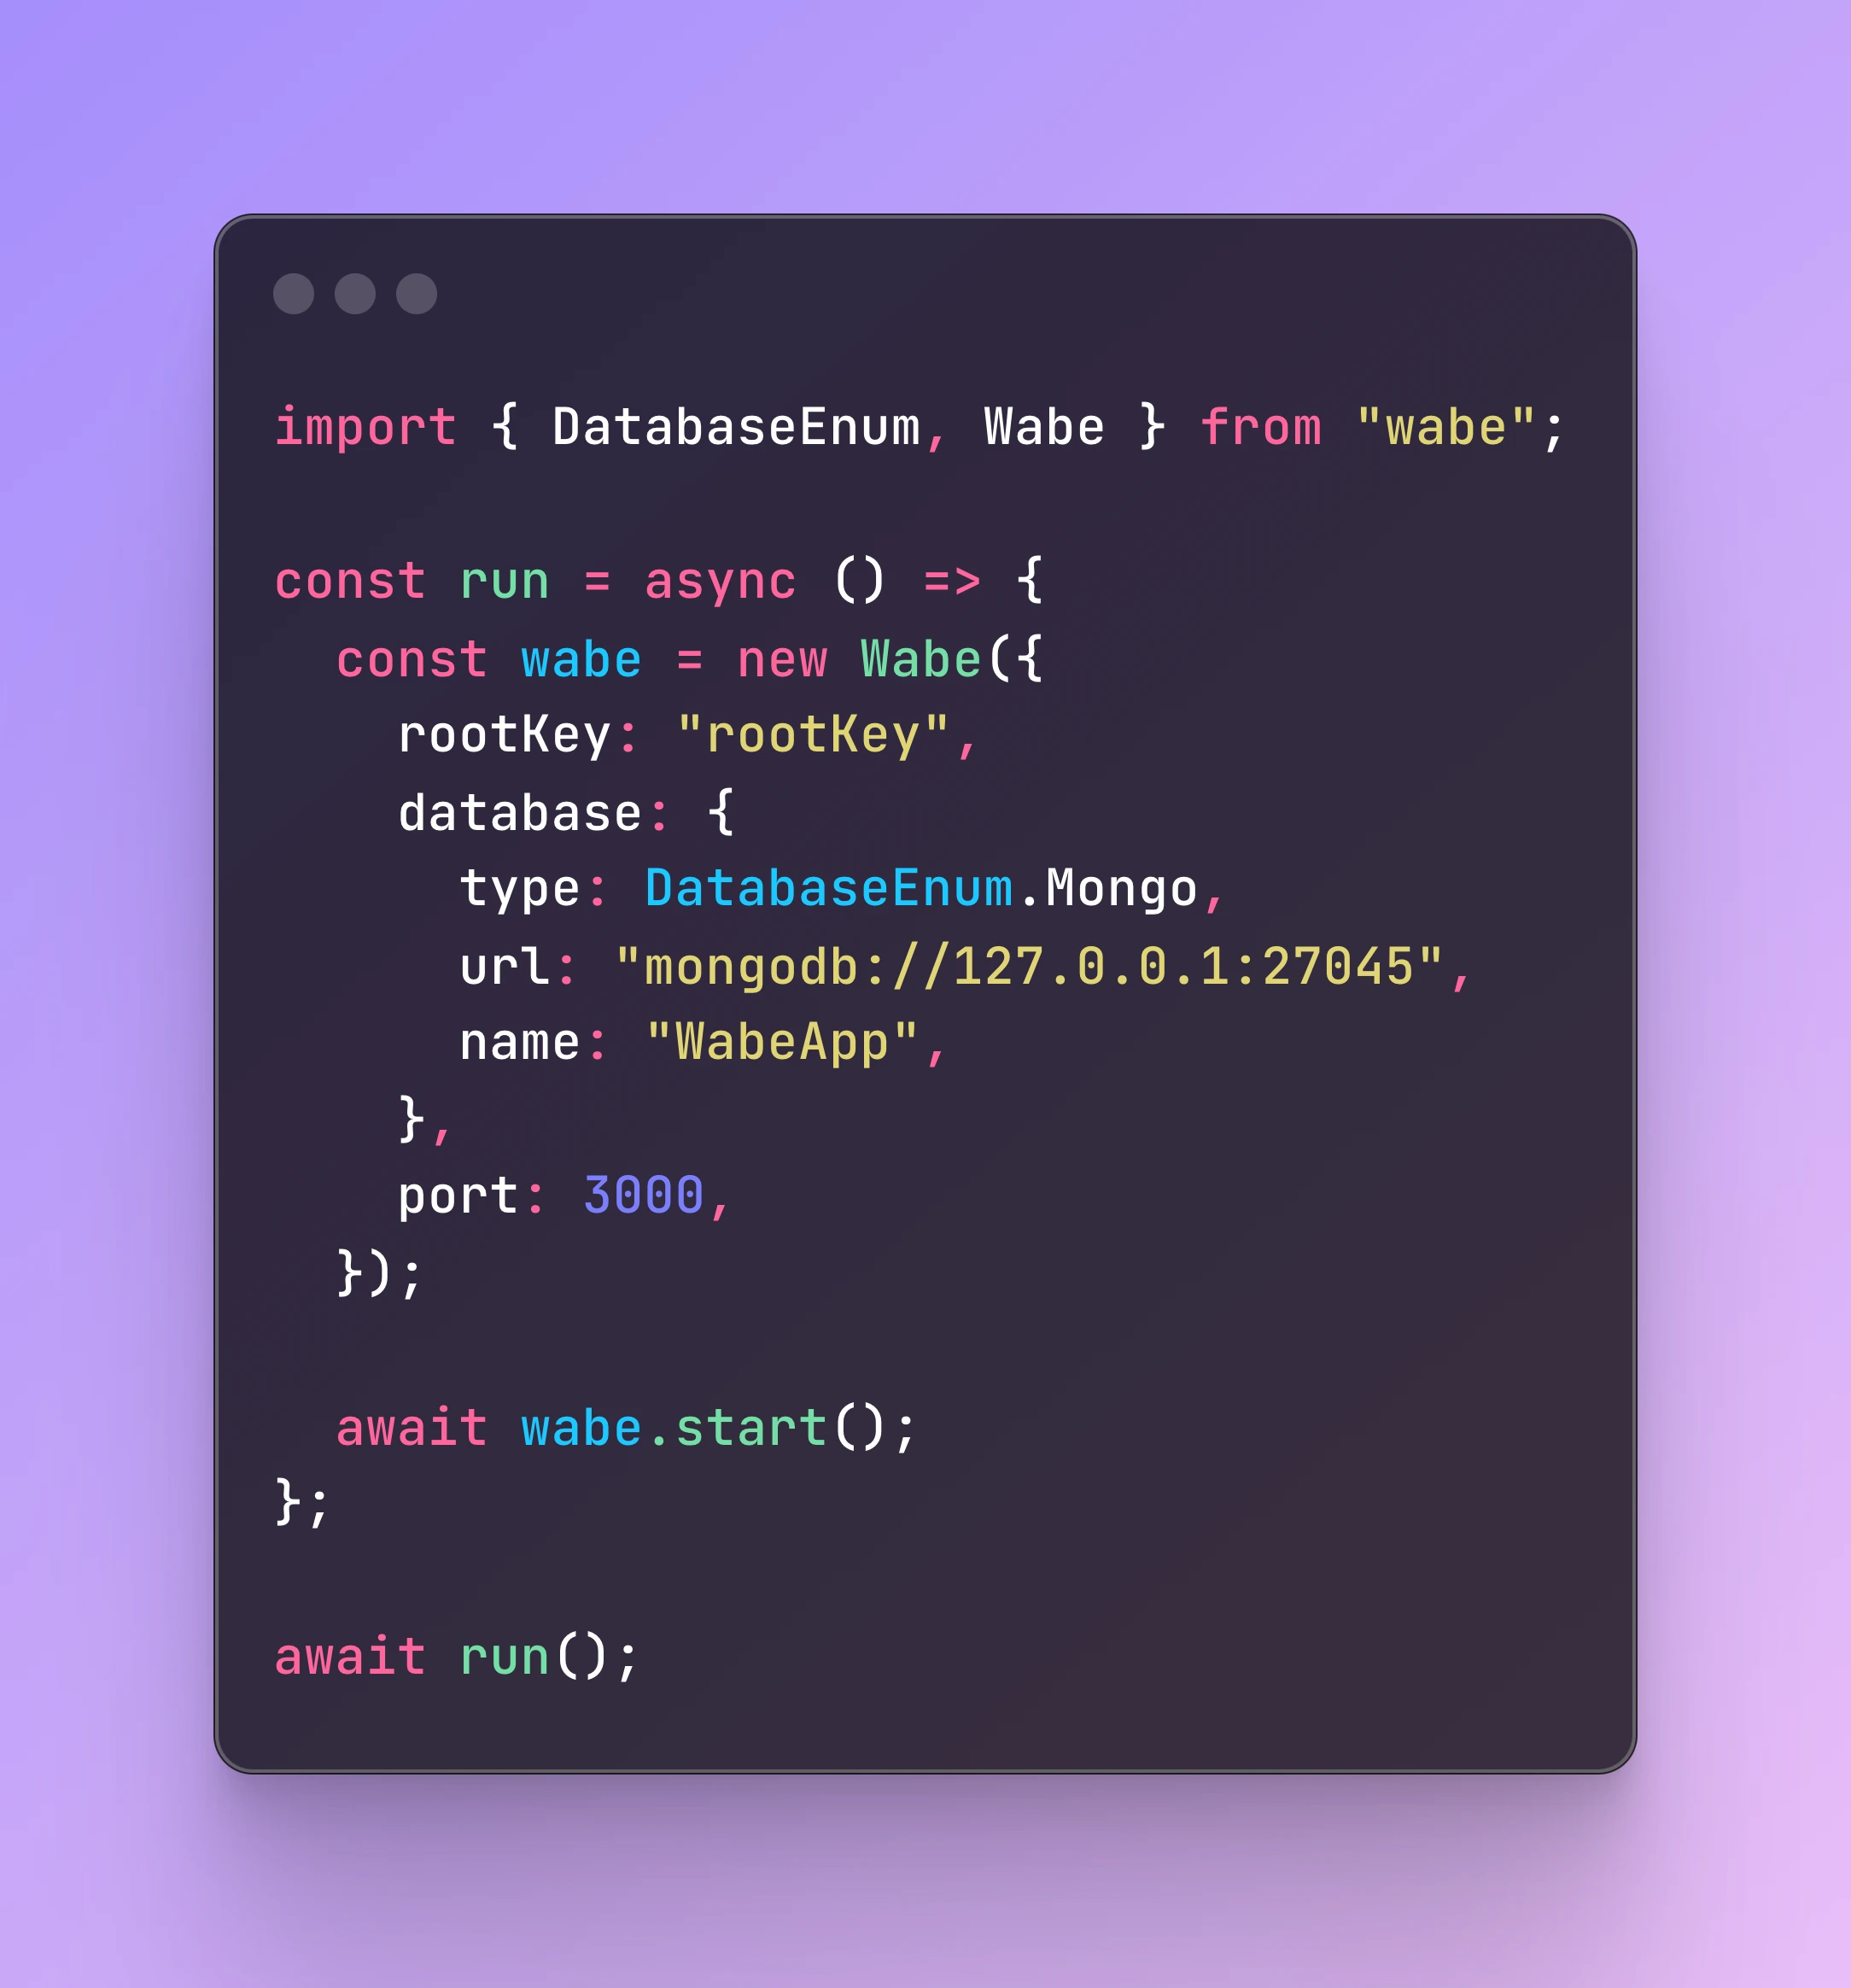 import { DatabaseEnum, Wabe } from "wabe";

const run = async () => {
  const wabe = new Wabe({
    rootKey: "rootKey",
    database: {
      type: DatabaseEnum.Mongo,
      url: "mongodb://127.0.0.1:27045",
      name: "WabeApp",
    },
    port: 3000,
  });

  await wabe.start();
};

await run();